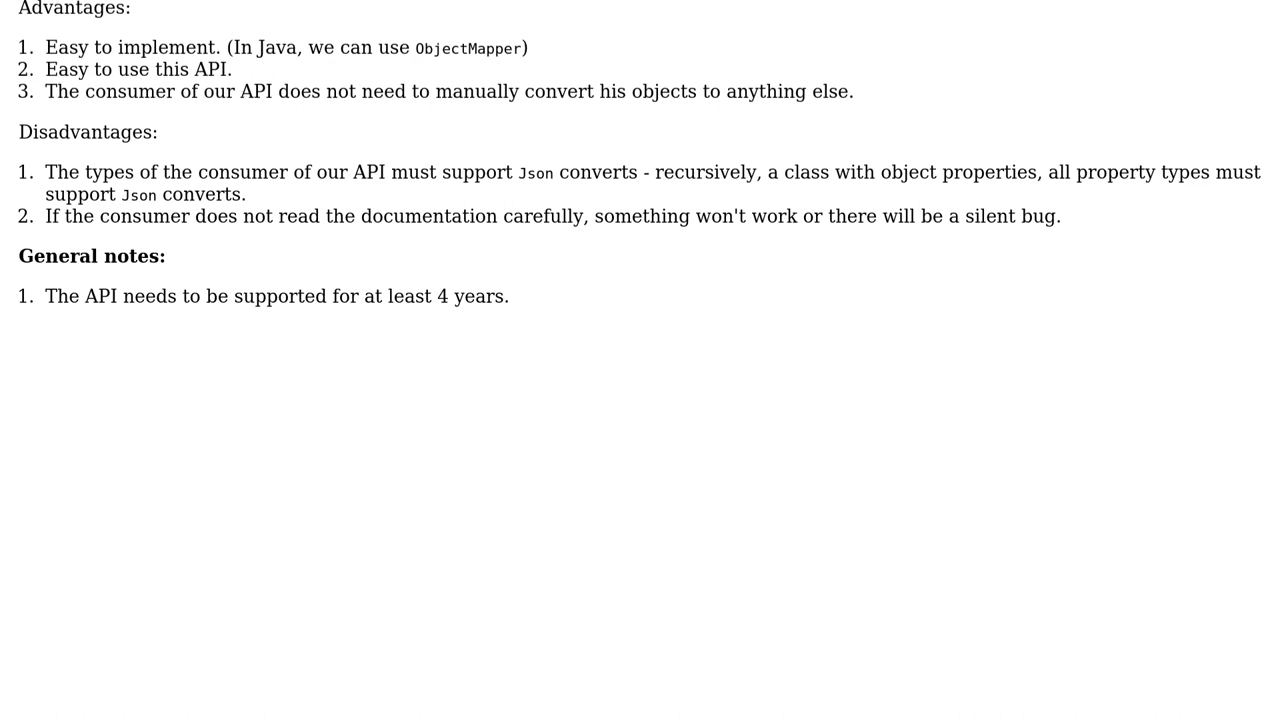 Advantages:
1. Easy to implement. (In Java, we can use ObjectMapper)
2. Easy to use this API.
3. The consumer of our API does not need to manually convert his objects to anything else.
Disadvantages:
1. The types of the consumer of our API must support Json converts - recursively, a class with object properties, all property types must
support Json converts.
2. If the consumer does not read the documentation carefully, something won't work or there will be a silent bug.
General notes:
1. The API needs to be supported for at least 4 years.